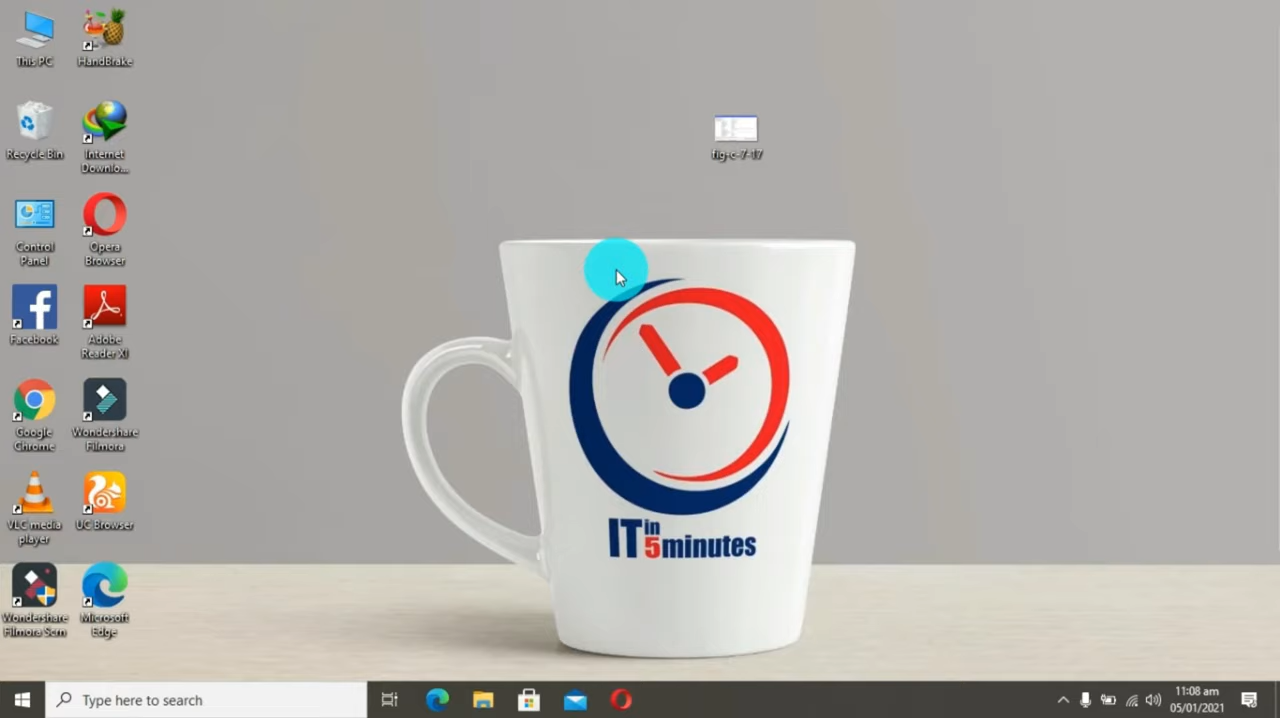 This PC
HandBrake
Recycle Bin
Internet
Downlo...
Control
Panel
Opera
Browser
Facebook
Adobe
Reader XI
Google
Chrome
Wondershare
Filmora
VLC media
player
UC Browser
Wondershare
Filmora Scrn
Microsoft
Edge
fig-c-7-17
IT in
5minutes
Type here to search
11:08 am
05/01/2021